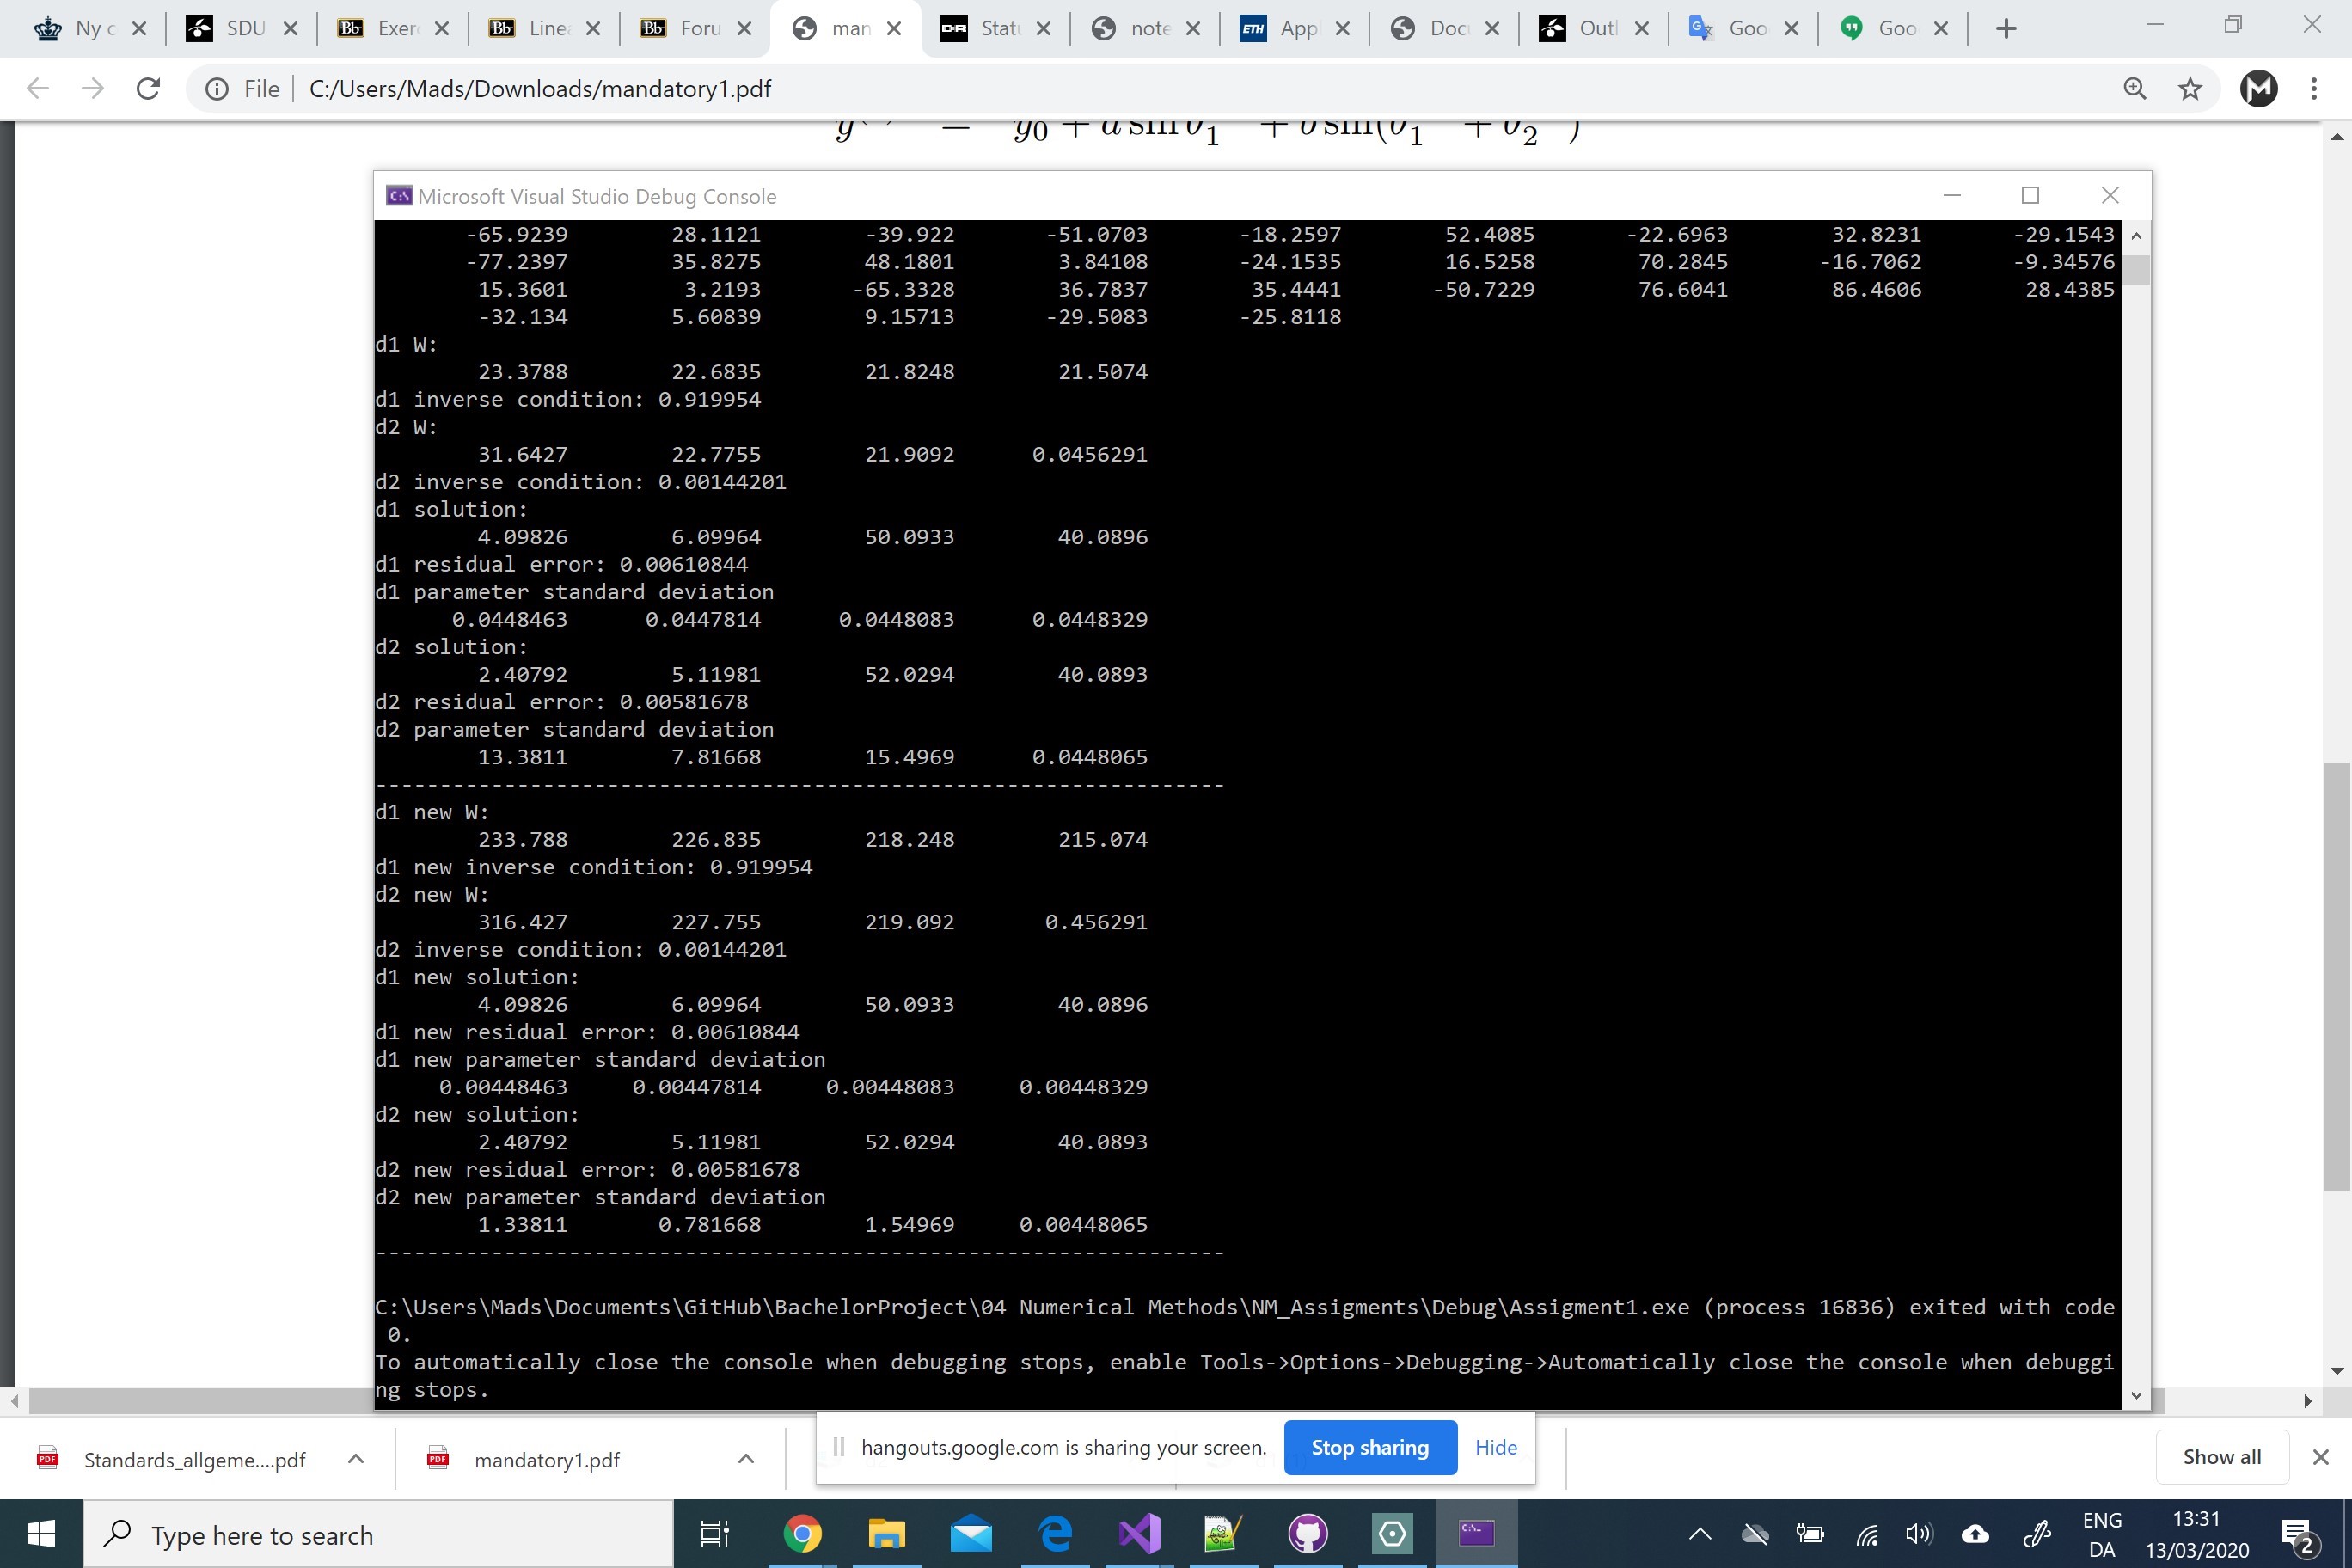 Ny c
SDU
Exer
Linea
Foru
man
Statu
note
App
Docu
Outl
Goo
Goo
File C:/Users/Mads/Downloads/mandatory1.pdf
Microsoft Visual Studio Debug Console
-65.9239 28.1121 -39.922 -51.0703 -18.2597 52.4085 -22.6963 32.8231 -29.1543
-77.2397 35.8275 48.1801 3.84108 -24.1535 16.5258 70.2845 -16.7062 -9.34576
15.3601 3.2193 -65.3328 36.7837 35.4441 -50.7229 76.6041 86.4606 28.4385
-32.134 5.60839 9.15713 -29.5083 -25.8118
d1 W:
23.3788 22.6835 21.8248 21.5074
d1 inverse condition: 0.919954
d2 W:
31.6427 22.7755 21.9092 0.0456291
d2 inverse condition: 0.00144201
d1 solution:
4.09826 6.09964 50.0933 40.0896
d1 residual error: 0.00610844
d1 parameter standard deviation
0.0448463 0.0447814 0.0448083 0.0448329
d2 solution:
2.40792 5.11981 52.0294 40.0893
d2 residual error: 0.00581678
d2 parameter standard deviation
13.3811 7.81668 15.4969 0.0448065
------------------------------------------------------------------
d1 new W:
233.788 226.835 218.248 215.074
d1 new inverse condition: 0.919954
d2 new W:
316.427 227.755 219.092 0.456291
d2 inverse condition: 0.00144201
d1 new solution:
4.09826 6.09964 50.0933 40.0896
d1 new residual error: 0.00610844
d1 new parameter standard deviation
0.00448463 0.00447814 0.00448083 0.00448329
d2 new solution:
2.40792 5.11981 52.0294 40.0893
d2 new residual error: 0.00581678
d2 new parameter standard deviation
1.33811 0.781668 1.54969 0.00448065
------------------------------------------------------------------
C:\Users\Mads\Documents\GitHub\BachelorProject\04 Numerical Methods\NM_Assigments\Debug\Assigment1.exe (process 16836) exited with code
0.
To automatically close the console when debugging stops, enable Tools->Options->Debugging->Automatically close the console when debuggi
ng stops.
Standards_allgeme....pdf
mandatory1.pdf
hangouts.google.com is sharing your screen.
Stop sharing
Hide
Show all
Type here to search
ENG
DA
13:31
13/03/2020
2